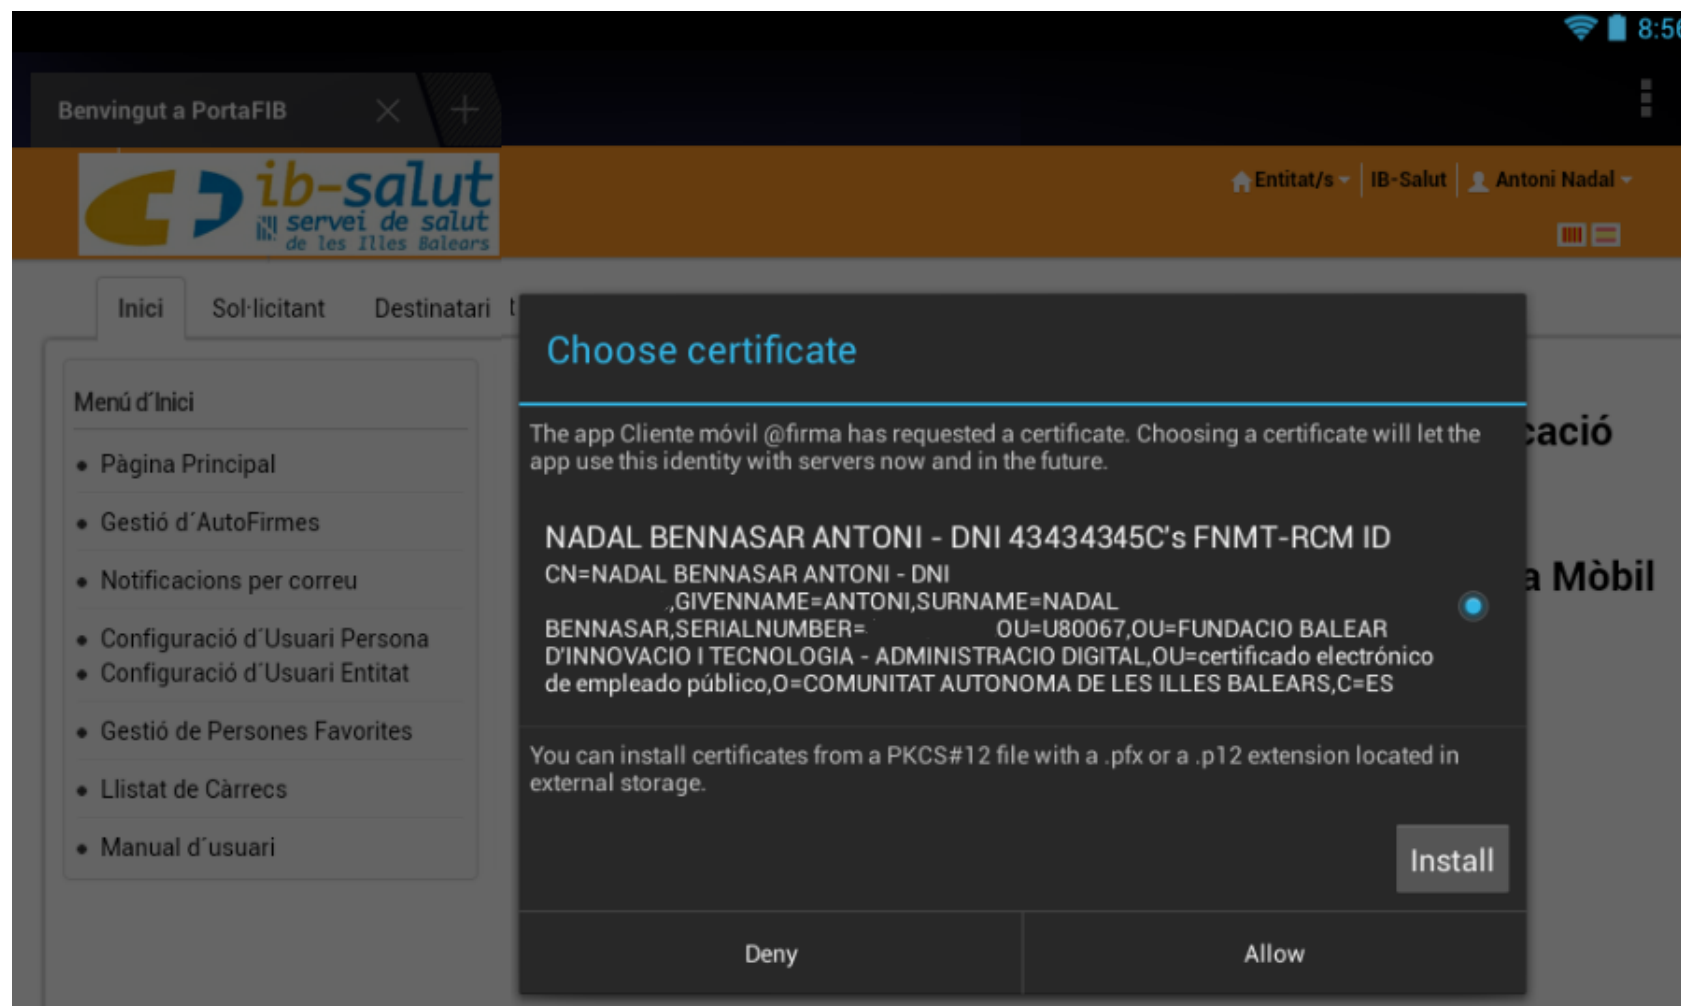 8:56
Benvingut a PortaFIB
ib-salut
servei de salut
de les Illes Balears
Entitat/s
IB-Salut
Antoni Nadal
Inici
Sol·licitant
Destinatari
Menú d´Inici
Pàgina Principal
Gestió d´AutoFirmes
Notificacions per correu
Configuració d´Usuari Persona
Configuració d´Usuari Entitat
Gestió de Persones Favorites
Llistat de Càrrecs
Manual d´usuari
cació
a Mòbil
Choose certificate
The app Cliente móvil @firma has requested a certificate. Choosing a certificate will let the
app use this identity with servers now and in the future.
NADAL BENNASAR ANTONI - DNI 43434345C's FNMT-RCM ID
CN=NADAL BENNASAR ANTONI - DNI
,GIVENNAME=ANTONI,SURNAME=NADAL
BENNASAR,SERIALNUMBER= OU=U80067,OU=FUNDACIO BALEAR
D'INNOVACIO I TECNOLOGIA - ADMINISTRACIO DIGITAL,OU=certificado electrónico
de empleado público,O=COMUNITAT AUTONOMA DE LES ILLES BALEARS,C=ES
You can install certificates from a PKCS#12 file with a .pfx or a .p12 extension located in
external storage.
Install
Deny
Allow